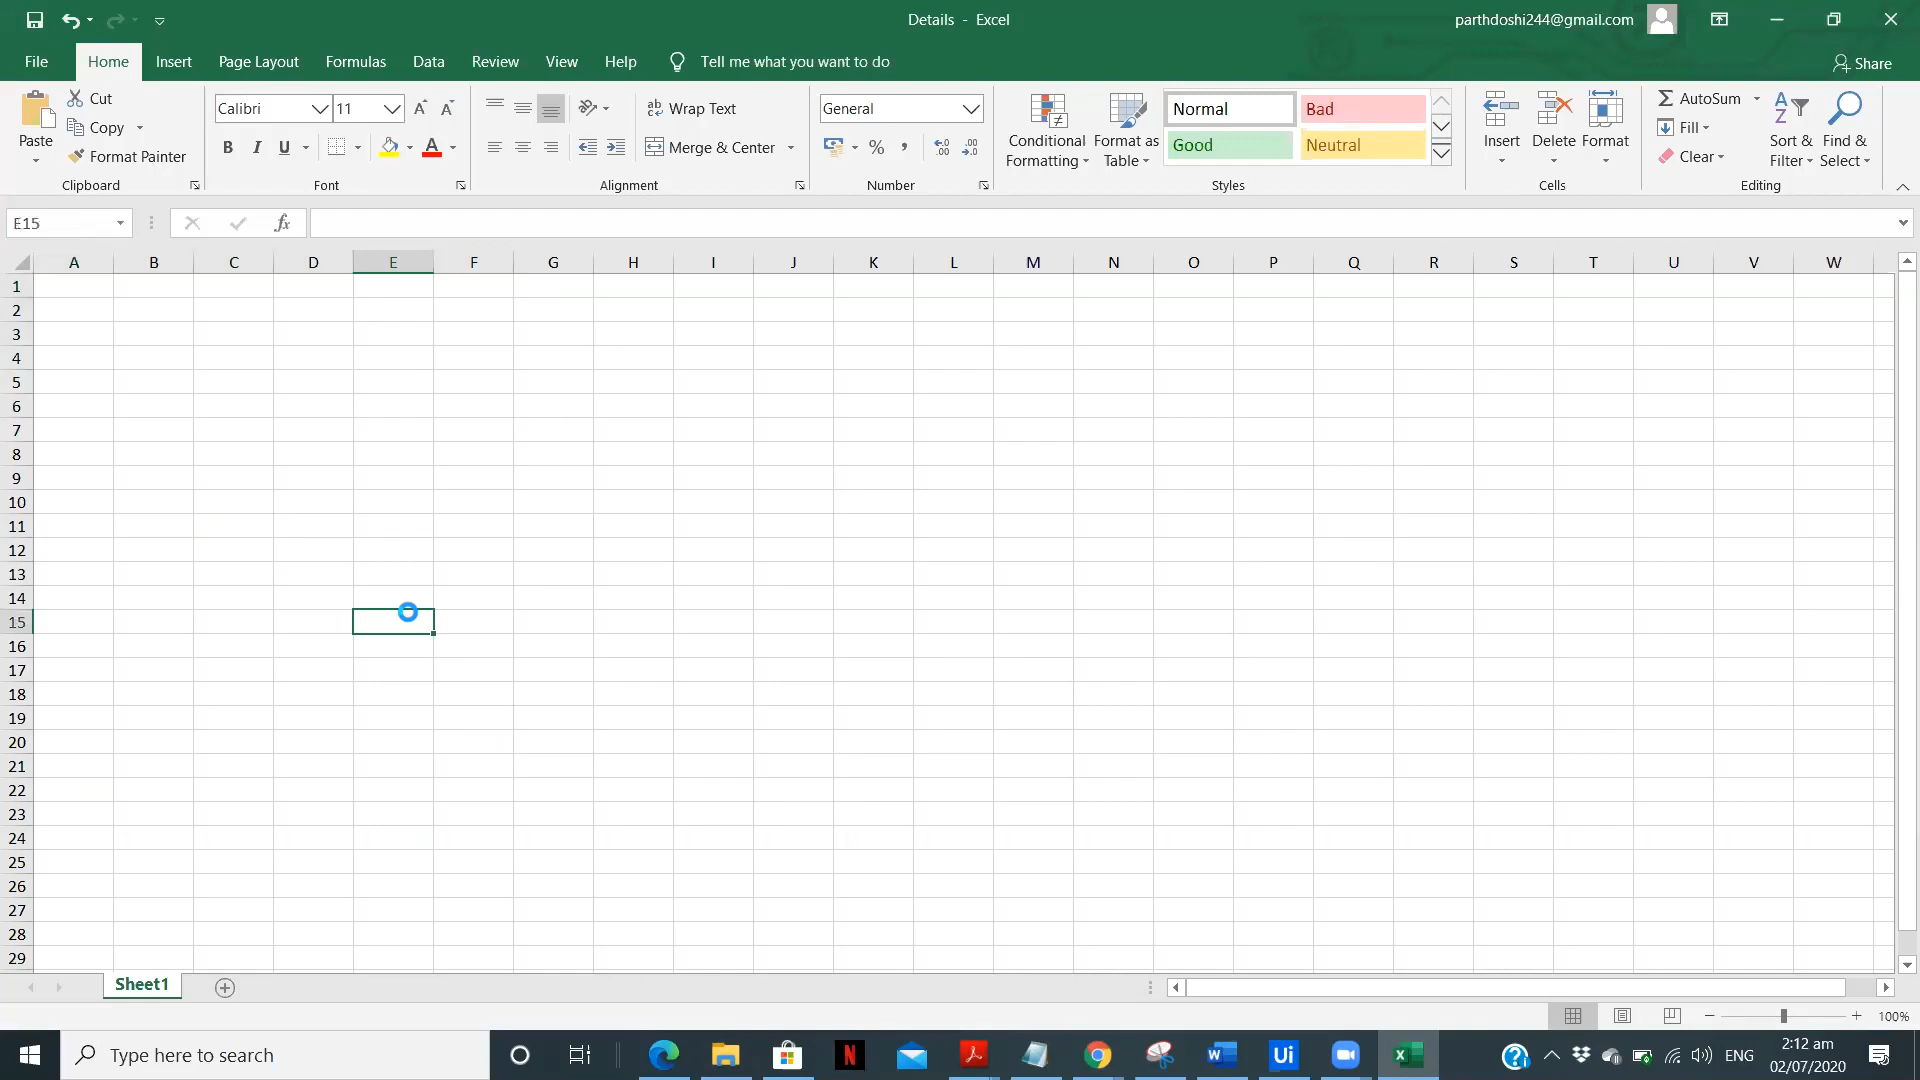 Details - Excel
parthdoshi244@gmail.com
File Home Insert Page Layout Formulas Data Review View Help Tell me what you want to do
Share
Paste
Cut
Copy
Format Painter
Clipboard
Calibri 11
B I U
Font
Wrap Text
Merge & Center
Alignment
General
%
Number
Conditional Formatting
Format as Table
Normal Bad
Good Neutral
Styles
Insert Delete Format
Cells
AutoSum
Fill
Clear
Sort & Filter
Find & Select
Editing
E15
fx
A B C D E F G H I J K L M N O P Q R S T U V W
1
2
3
4
5
6
7
8
9
10
11
12
13
14
15
16
17
18
19
20
21
22
23
24
25
26
27
28
29
Sheet1
100%
Type here to search
ENG
2:12 am
02/07/2020